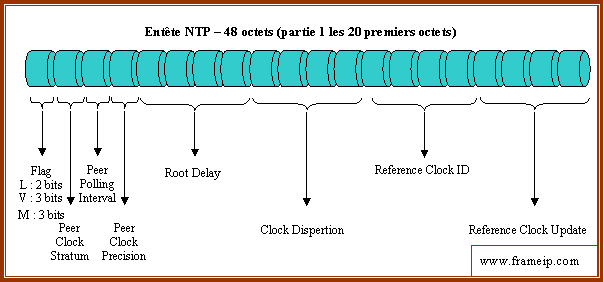 Entête NTP – 48 octets (partie 1 les 20 premiers octets)
Flag
L : 2 bits
V : 3 bits
M : 3 bits
Peer
Clock
Stratum
Peer
Polling
Interval
Peer
Clock
Precision
Root Delay
Clock Dispertion
Reference Clock ID
Reference Clock Update
www.frameip.com